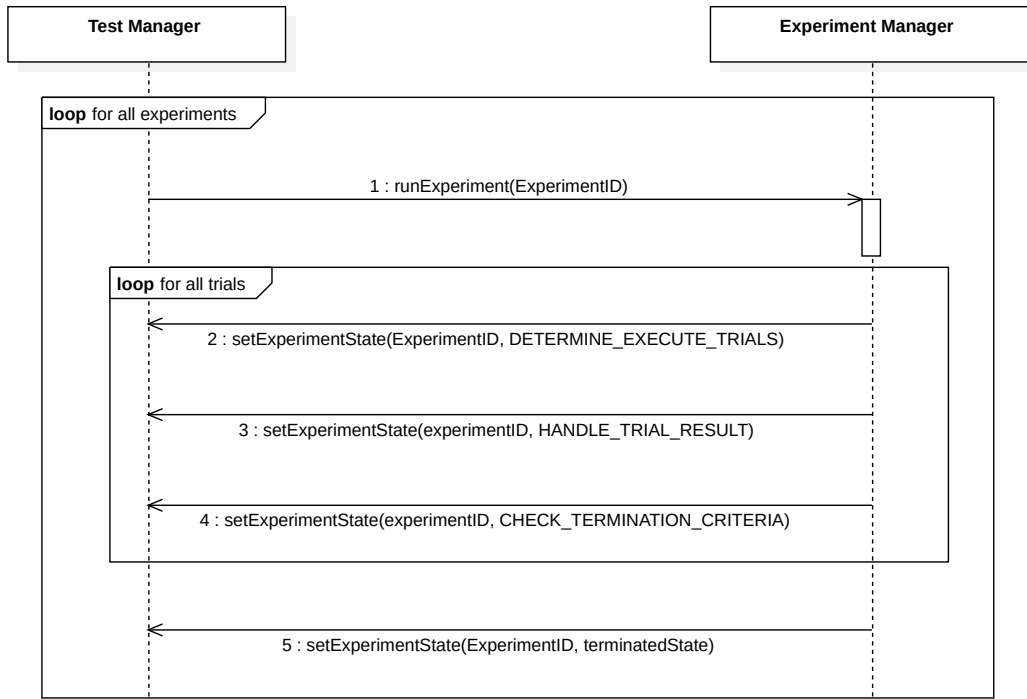 Test Manager
Experiment Manager
loop for all experiments
1 : runExperiment(ExperimentID)
loop for all trials
2 : setExperimentState(ExperimentID, DETERMINE_EXECUTE_TRIALS)
3 : setExperimentState(experimentID, HANDLE_TRIAL_RESULT)
4 : setExperimentState(experimentID, CHECK_TERMINATION_CRITERIA)
5 : setExperimentState(ExperimentID, terminatedState)